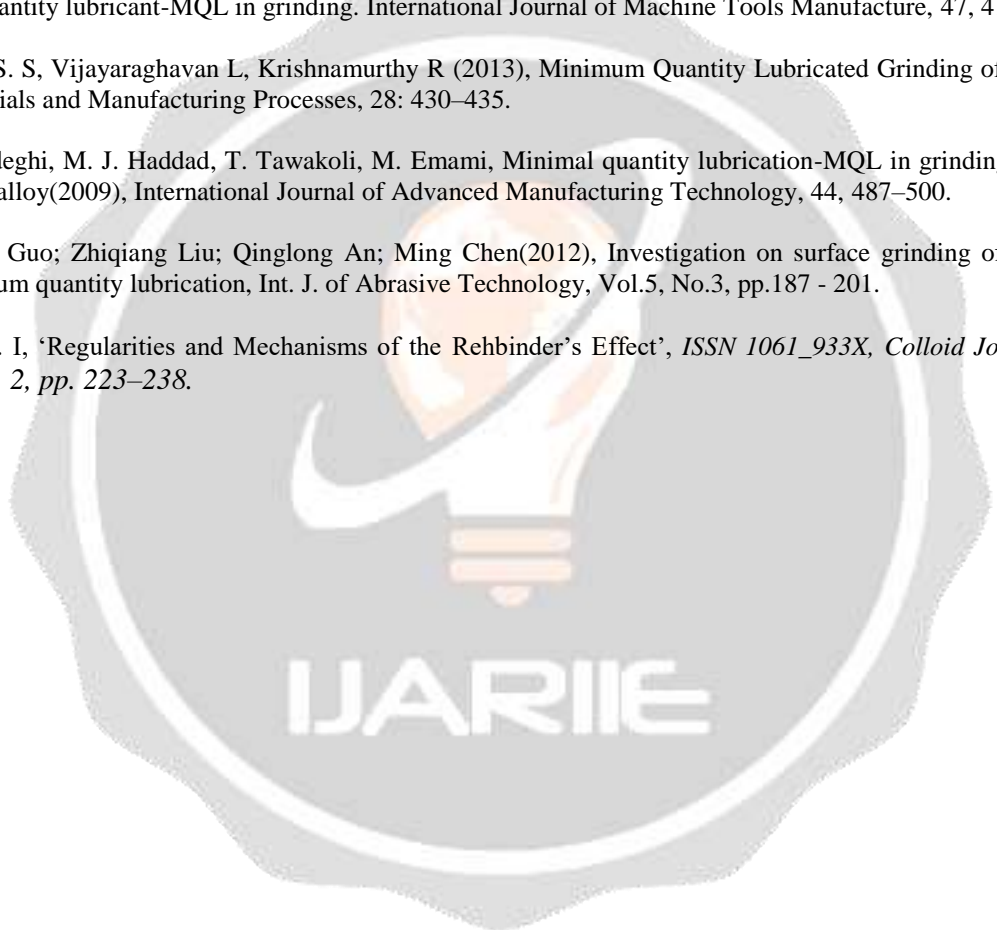 antity lubricant-MQL in grinding. International Journal of Machine Tools Manufacture, 47, 4
S. S, Vijayaraghavan L, Krishnamurthy R (2013), Minimum Quantity Lubricated Grinding of
ials and Manufacturing Processes, 28: 430–435.
deghi, M. J. Haddad, T. Tawakoli, M. Emami, Minimal quantity lubrication-MQL in grinding
alloy(2009), International Journal of Advanced Manufacturing Technology, 44, 487–500.
Guo; Zhiqiang Liu; Qinglong An; Ming Chen(2012), Investigation on surface grinding of
um quantity lubrication, Int. J. of Abrasive Technology, Vol.5, No.3, pp.187 - 201.
. I, ‘Regularities and Mechanisms of the Rehbinder’s Effect’, ISSN 1061_933X, Colloid Jo
2, pp. 223–238.
IJARIIE